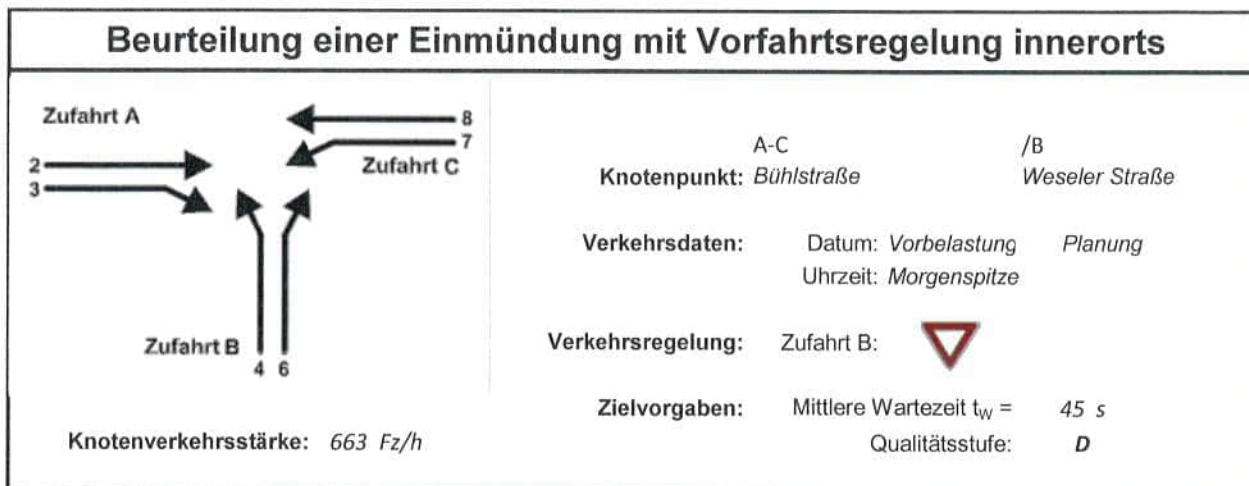 Beurteilung einer Einmündung mit Vorfahrtsregelung innerorts
Zufahrt A
8
7
Zufahrt C
2
3
Zufahrt B
4 6
Knotenverkehrsstärke: 663 Fz/h
A-C /B
Knotenpunkt: Bühlstraße Weseler Straße
Verkehrsdaten: Datum: Vorbelastung Planung
Uhrzeit: Morgenspitze
Verkehrsregelung: Zufahrt B:
Zielvorgaben: Mittlere Wartezeit tW = 45 s
Qualitätsstufe: D